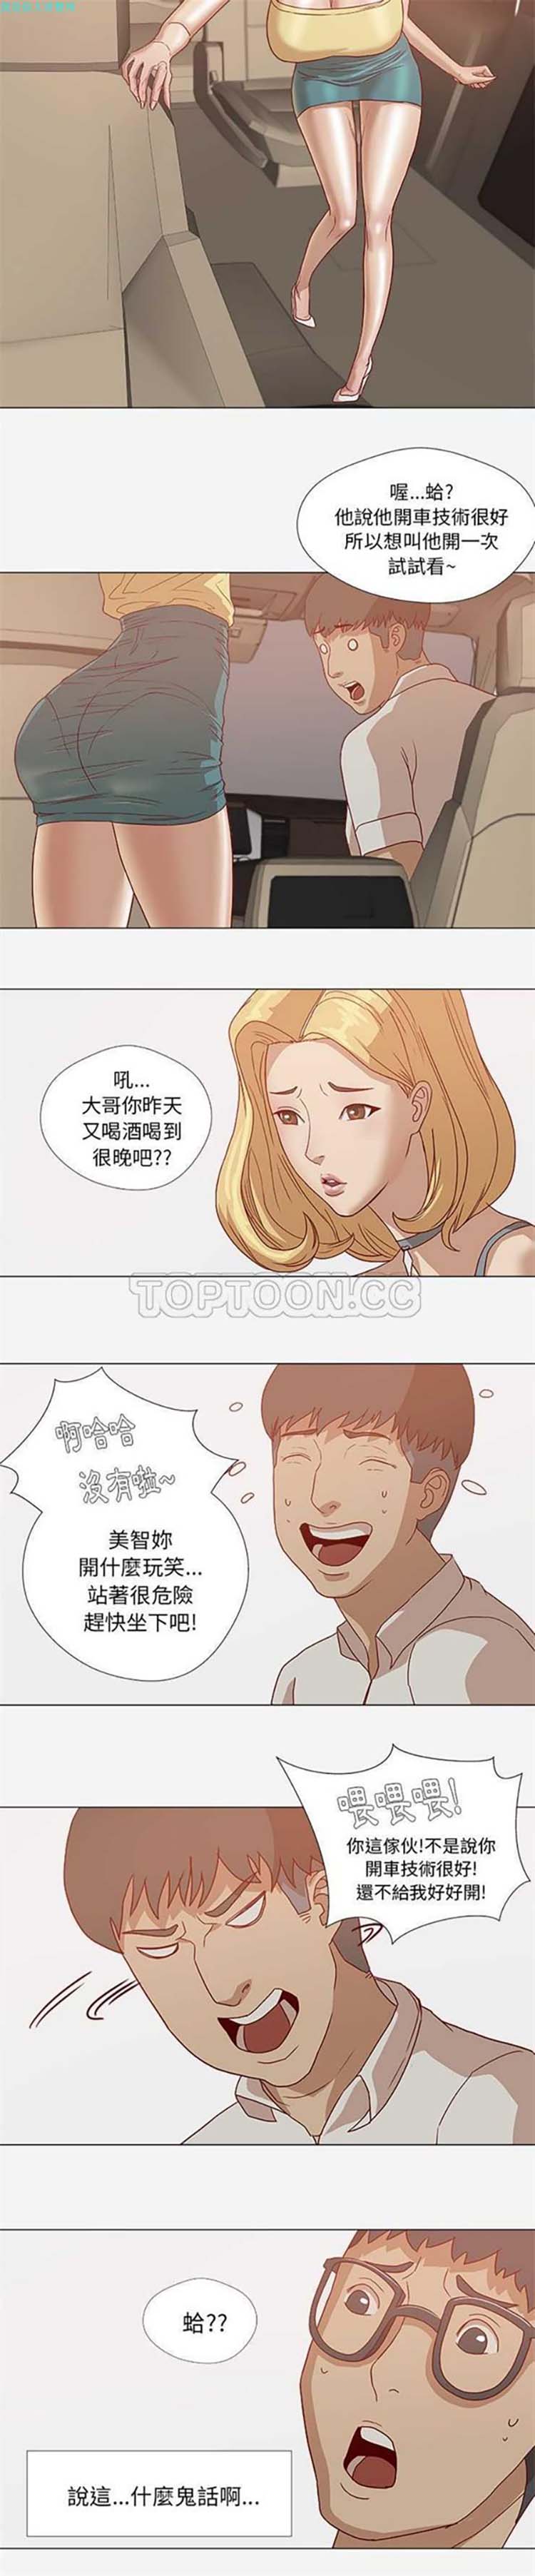 喔...蛤?
他說他開車技術很好
所以想叫他開一次
試試看~
吼...
大哥你昨天
又喝酒喝到
很晚吧??
TOPTOON.CC
啊哈哈
沒有啦~
美智妳
開什麼玩笑...
站著很危險
趕快坐下吧!
喂喂喂!
你這傢伙!不是說你
開車技術很好!
還不給我好好開!
蛤??
說這...什麼鬼話啊...